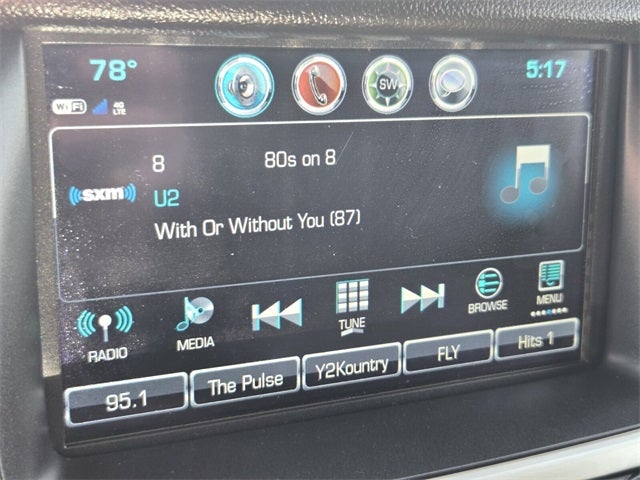 78°
SW
5:17
WiFi
4G
LTE
8 80s on 8
((sxm))
U2
With Or Without You (87)
RADIO
MEDIA
TUNE
BROWSE
MENU
95.1
The Pulse
Y2Kountry
FLY
Hits 1